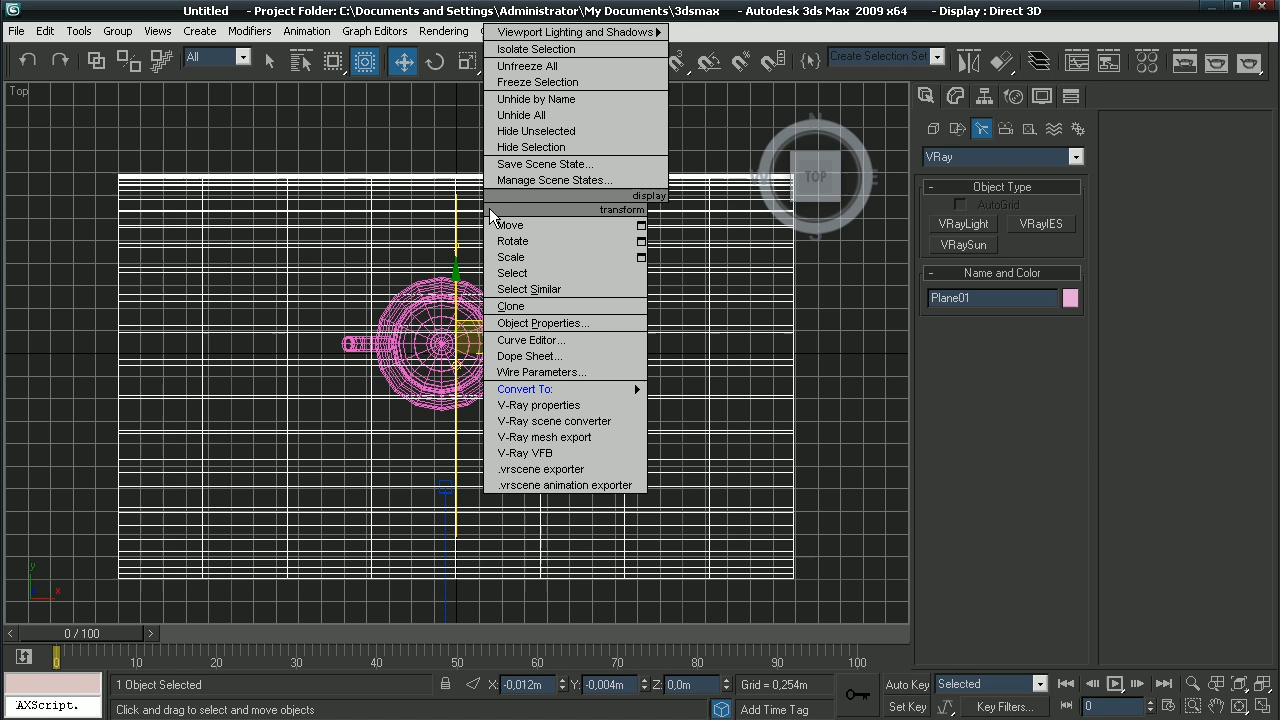 Untitled - Project Folder: C:\Documents and Settings\Administrator\My Documents\3dsmax - Autodesk 3ds Max 2009 x64 - Display : Direct 3D
File Edit Tools Group Views Create Modifiers Animation Graph Editors Rendering
All
Create Selection Set
Top
Viewport Lighting and Shadows
Isolate Selection
Unfreeze All
Freeze Selection
Unhide by Name
Unhide All
Hide Unselected
Hide Selection
Save Scene State...
Manage Scene States...
display
transform
Move
Rotate
Scale
Select
Select Similar
Clone
Object Properties...
Curve Editor...
Dope Sheet...
Wire Parameters...
Convert To:
V-Ray properties
V-Ray scene converter
V-Ray mesh export
V-Ray VFB
.vrscene exporter
.vrscene animation exporter
N
W TOP E
S
VRay
- Object Type
AutoGrid
VRayLight VRayIES
VRaySun
- Name and Color
Plane01
y
x
< 0 / 100 >
0 10 20 30 40 50 60 70 80 90 100
1 Object Selected X: -0,012m Y: -0,004m Z: 0,0m Grid = 0,254m Auto Key Selected
AXScript. Click and drag to select and move objects Add Time Tag Set Key Key Filters... 0